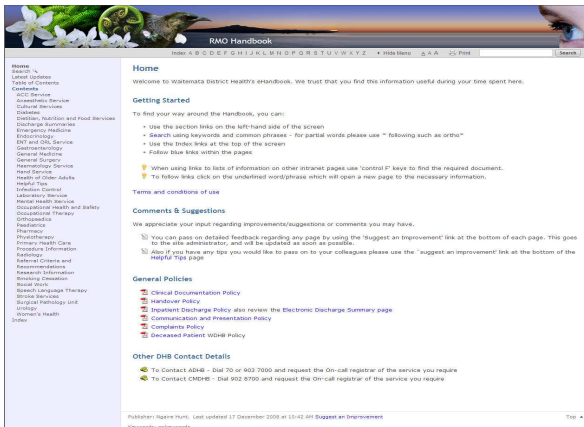 RMO Handbook
Index A B C D E F G H I J K L M N O P Q R S T U V W X Y Z Hide Menu A A A Print Search
Home
Search
Latest Updates
Table of Contents
Contents
ACC Service
Anaesthetic Service
Cultural Services
Diabetes
Dietitian, Nutrition and Food Services
Discharge Summaries
Emergency Medicine
Endocrinology
ENT and ORL Service
Gastroenterology
General Medicine
General Surgery
Haematology Service
Hand Service
Health of Older Adults
Helpful Tips
Infection Control
Laboratory Service
Mental Health Service
Occupational Health and Safety
Occupational Therapy
Orthopaedics
Paediatrics
Pharmacy
Physiotherapy
Primary Health Care
Procedure Information
Radiology
Referral Criteria and
Recommendations
Research Information
Smoking Cessation
Social Work
Speech Language Therapy
Stroke Services
Surgical Pathology Unit
Urology
Women's Health
Index
Home
Welcome to Waitemata District Health's eHandbook. We trust that you find this information useful during your time spent here.
Getting Started
To find your way around the Handbook, you can:
Use the section links on the left-hand side of the screen
Search using keywords and common phrases - for partial words please use * following such as ortho*
Use the Index links at the top of the screen
Follow blue links within the pages
When using links to lists of information on other intranet pages use 'control F' keys to find the required document.
To follow links click on the underlined word/phrase which will open a new page to the necessary information.
Terms and conditions of use
Comments & Suggestions
We appreciate your input regarding improvements/suggestions or comments you may have.
You can pass on detailed feedback regarding any page by using the 'Suggest an Improvement' link at the bottom of each page. This goes
to the site administrator, and will be updated as soon as possible.
Also if you have any tips you would like to pass on to your colleagues please use the `suggest an improvement' link at the bottom of the
Helpful Tips page
General Policies
Clinical Documentation Policy
Handover Policy
Inpatient Discharge Policy also review the Electronic Discharge Summary page
Communication and Presentation Policy
Complaints Policy
Deceased Patient WDHB Policy
Other DHB Contact Details
To Contact ADHB - Dial 70 or 903 7000 and request the On-call registrar of the service you require
To Contact CMDHB - Dial 902 8700 and request the On-call registrar of the service you require
Publisher: Ngaire Hunt. Last updated 17 December 2008 at 10:42 AM Suggest an Improvement Top